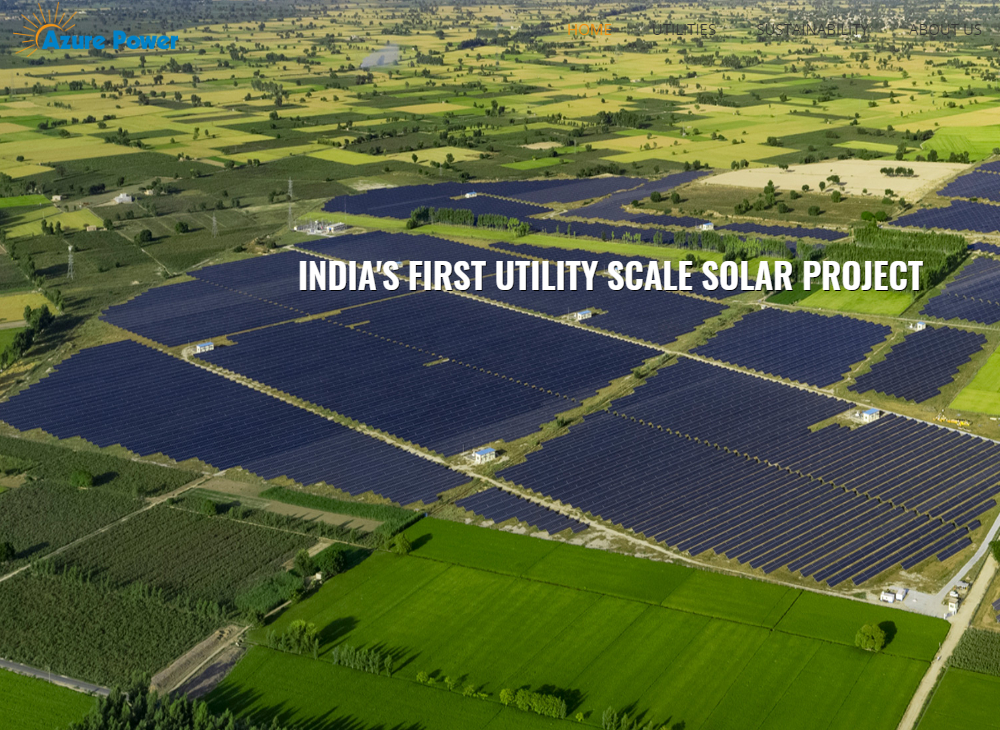 Azure Power
HOME UTILITIES SUSTAINABILITY ABOUT US
INDIA'S FIRST UTILITY SCALE SOLAR PROJECT